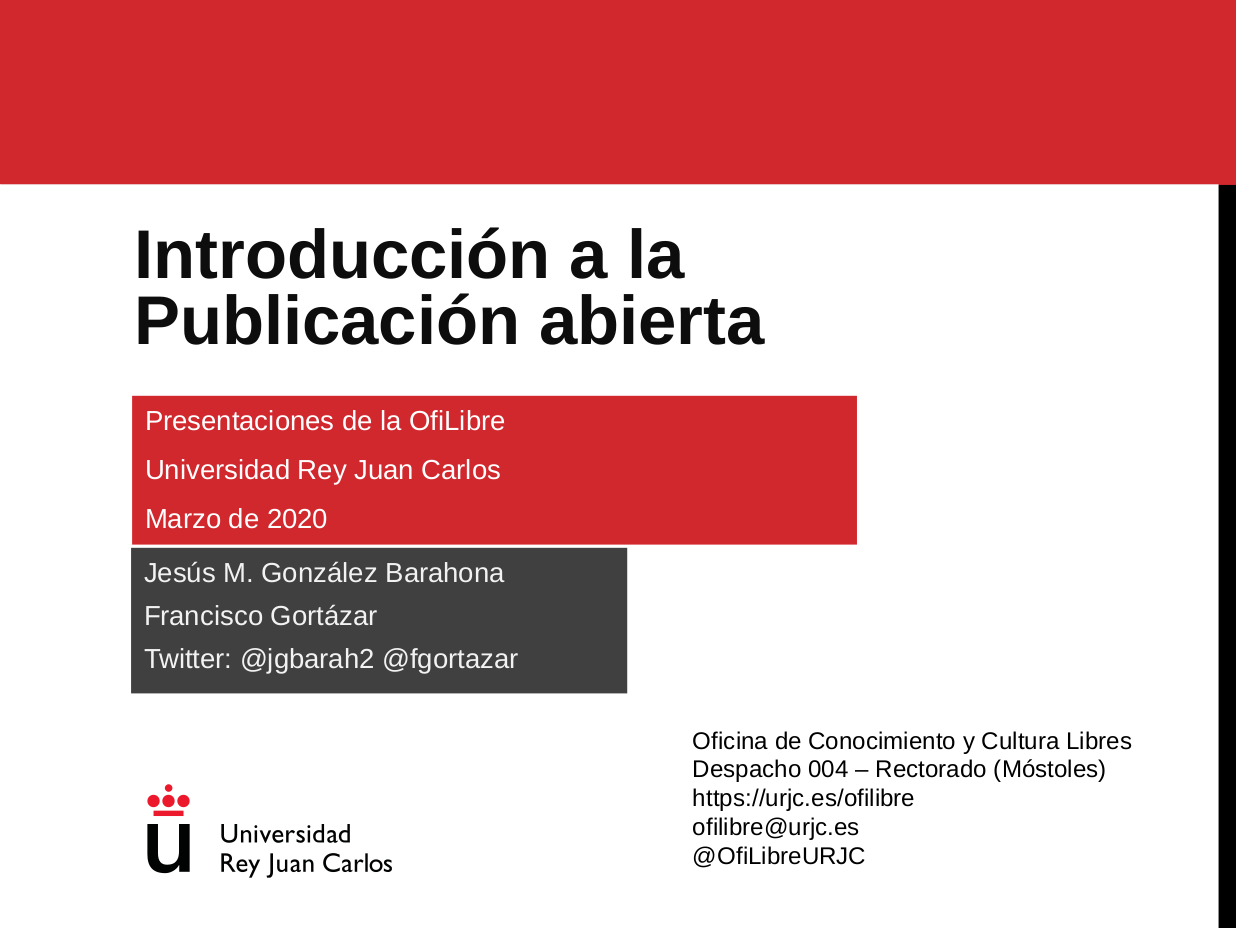 Introducción a la
Publicación abierta
Presentaciones de la OfiLibre
Universidad Rey Juan Carlos
Marzo de 2020
Jesús M. González Barahona
Francisco Gortázar
Twitter: @jgbarah2 @fgortazar
Oficina de Conocimiento y Cultura Libres
Despacho 004 – Rectorado (Móstoles)
https://urjc.es/ofilibre
ofilibre@urjc.es
@OfiLibreURJC
u
Universidad
Rey Juan Carlos